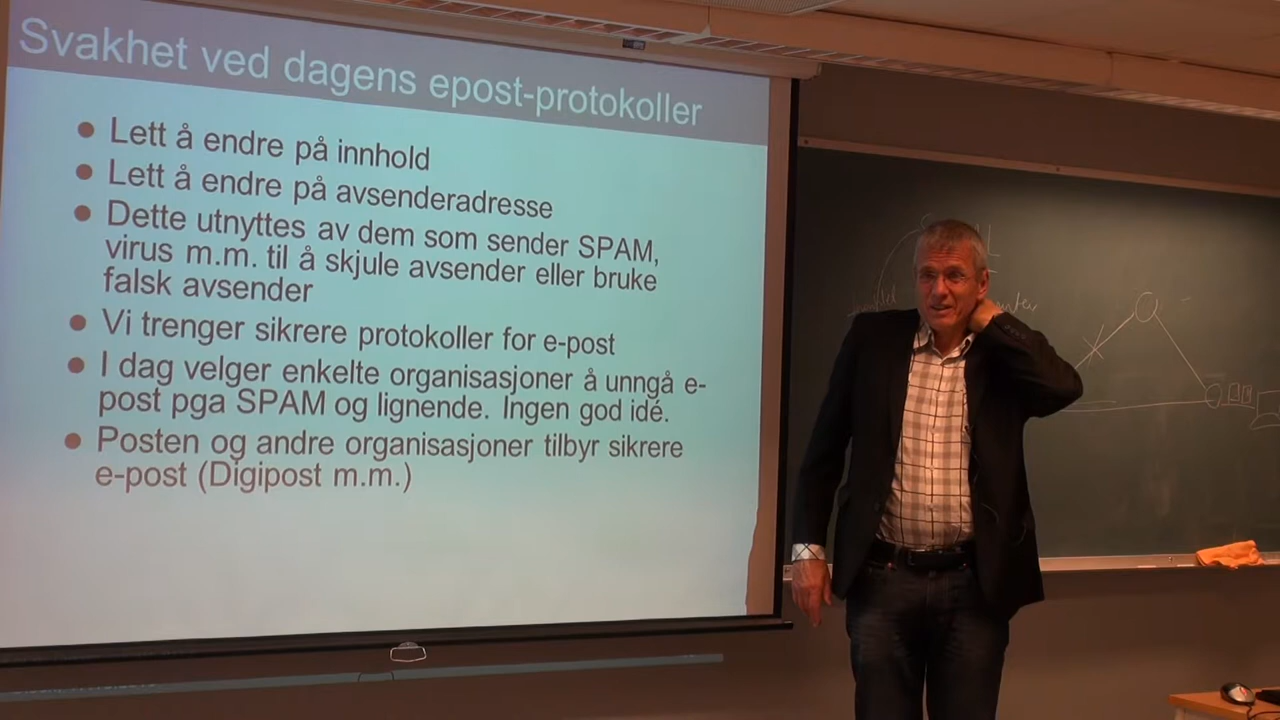 Svakhet ved dagens epost-protokoller
Lett å endre på innhold
Lett å endre på avsenderadresse
Dette utnyttes av dem som sender SPAM,
virus m.m. til å skjule avsender eller bruke
falsk avsender
Vi trenger sikrere protokoller for e-post
I dag velger enkelte organisasjoner å unngå e-
post pga SPAM og lignende. Ingen god idé.
Posten og andre organisasjoner tilbyr sikrere
e-post (Digipost m.m.)